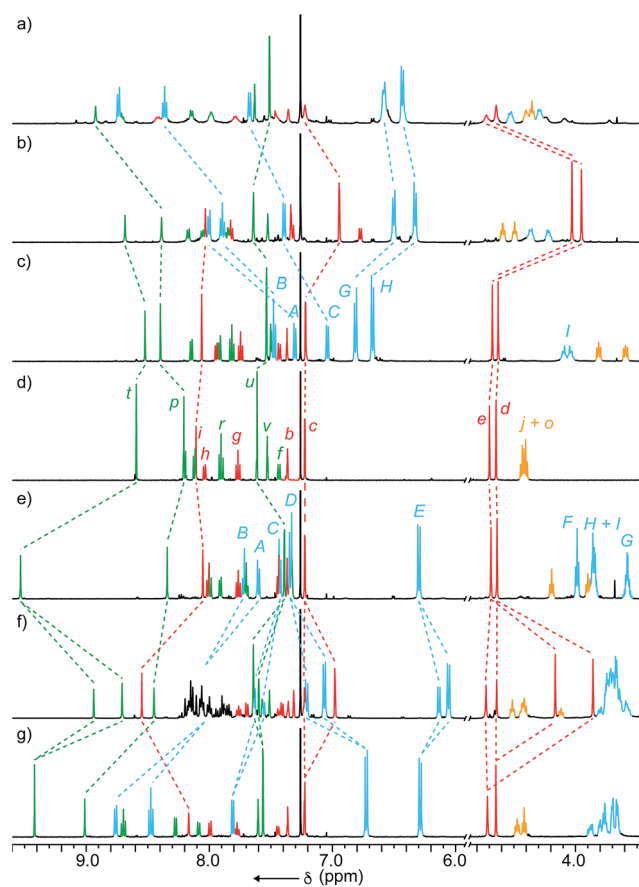 a)
b)
c)
B A C G H I
d)
t p i h r g u v f b c e d j + o
e)
B A C D E F H + I G
f)
g)
9.0 8.0 7.0 6.0 4.0
← δ (ppm)